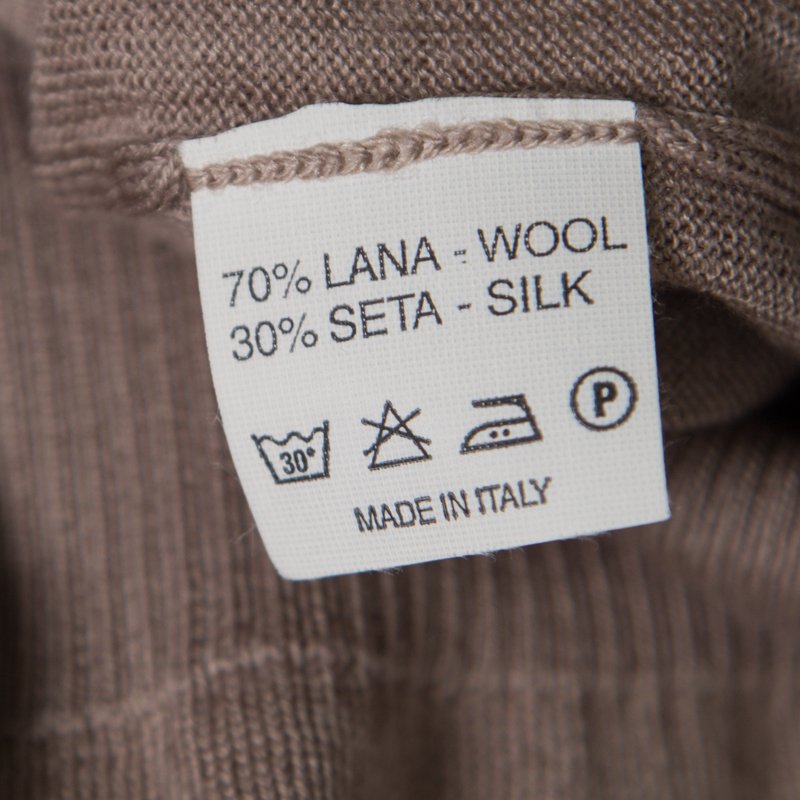 70% LANA - WOOL
30% SETA - SILK
30° P
MADE IN ITALY